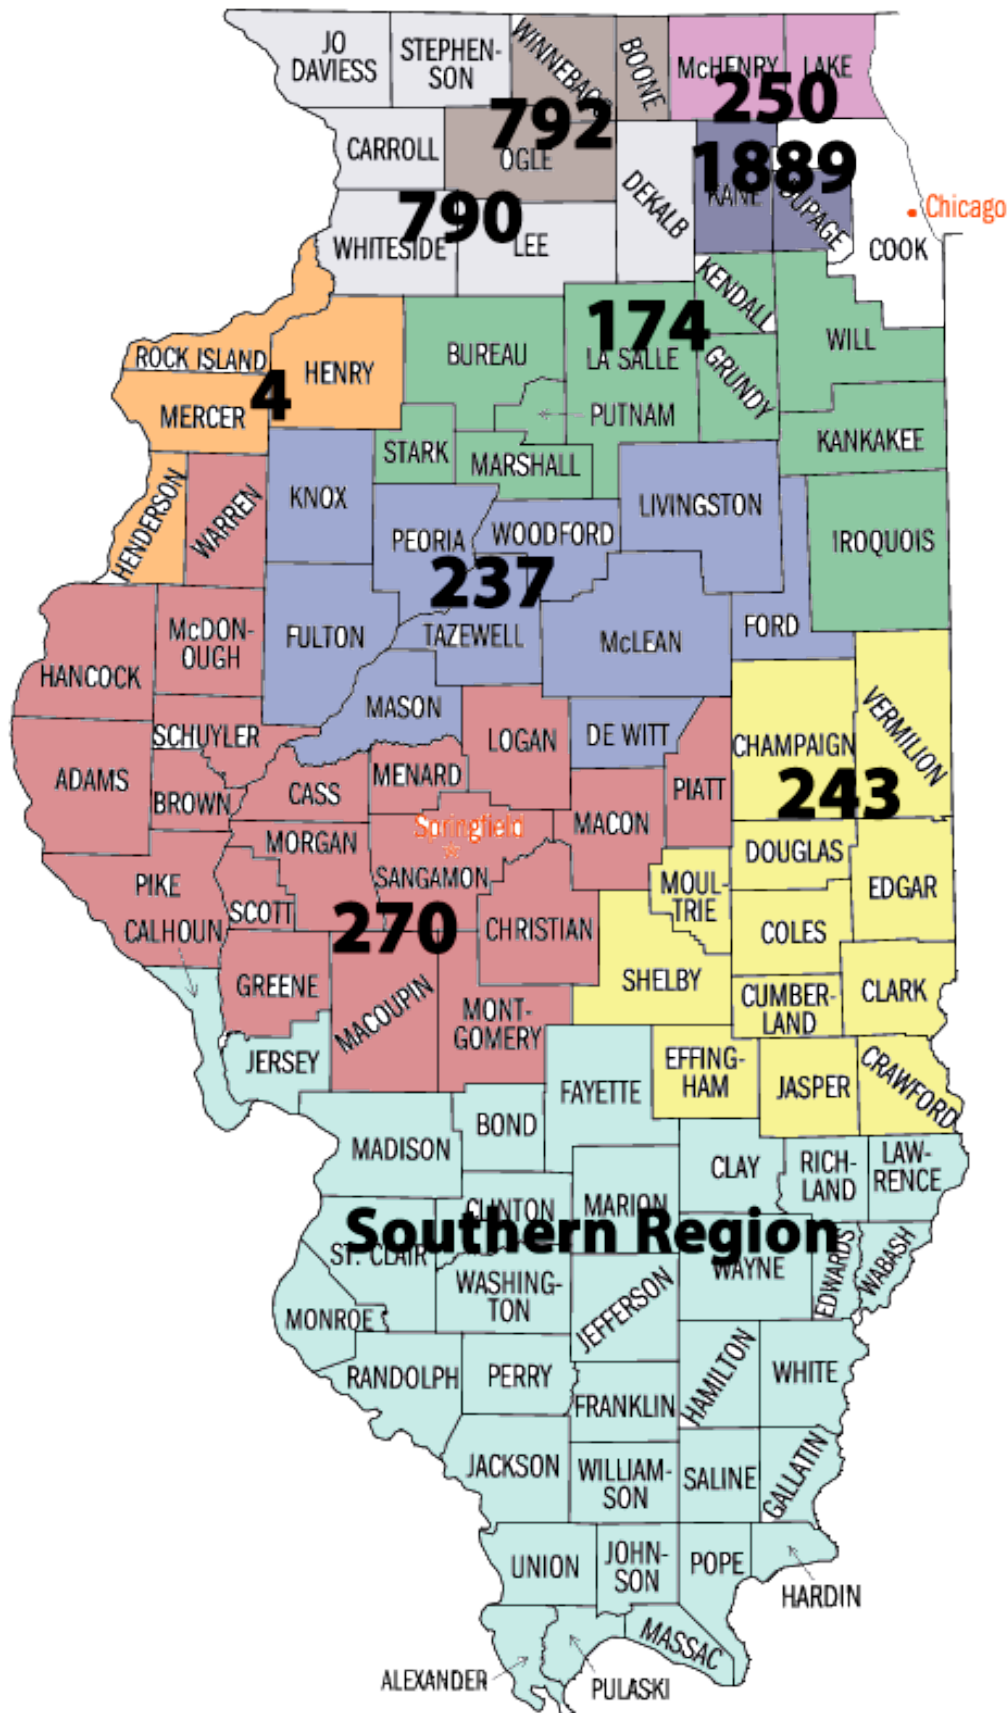 JO
DAVIESS
STEPHEN-
SON
WINNEBAGO
BOONE
McHENRY
LAKE
250
792
CARROLL
OGLE
1889
KANE
DUPAGE
DEKALB
Chicago
790
WHITESIDE
LEE
COOK
KENDALL
174
ROCK ISLAND
HENRY
BUREAU
LA SALLE
GRUNDY
WILL
4
MERCER
PUTNAM
STARK
MARSHALL
KANKAKEE
HENDERSON
WARREN
KNOX
PEORIA
WOODFORD
LIVINGSTON
IROQUOIS
237
McDON-
OUGH
FULTON
TAZEWELL
McLEAN
FORD
HANCOCK
MASON
SCHUYLER
LOGAN
DE WITT
CHAMPAIGN
VERMILION
ADAMS
BROWN
CASS
MENARD
PIATT
243
Springfield
MACON
MORGAN
DOUGLAS
PIKE
SANGAMON
MOUL-
TRIE
EDGAR
SCOTT
270
CHRISTIAN
COLES
CALHOUN
GREENE
MACOUPIN
MONT-
GOMERY
SHELBY
CUMBER-
LAND
CLARK
JERSEY
FAYETTE
EFFING-
HAM
JASPER
CRAWFORD
BOND
MADISON
CLAY
RICH-
LAND
LAW-
RENCE
CLINTON
MARION
Southern Region
ST. CLAIR
WAYNE
EDWARDS
WABASH
WASHING-
TON
JEFFERSON
MONROE
RANDOLPH
PERRY
FRANKLIN
HAMILTON
WHITE
JACKSON
WILLIAM-
SON
SALINE
GALLATIN
UNION
JOHN-
SON
POPE
HARDIN
MASSAC
ALEXANDER
PULASKI